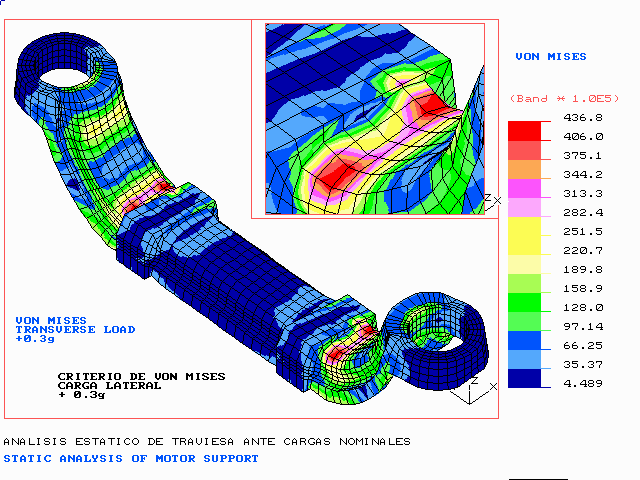 VON MISES
(Band * 1.0E5)
436.8
406.0
375.1
344.2
313.3
282.4
251.5
220.7
189.8
158.9
128.0
97.14
66.25
35.37
4.489
Z
X
VON MISES
TRANSVERSE LOAD
+0.3g
CRITERIO DE VON MISES
CARGA LATERAL
+ 0.3g
Z
X
ANALISIS ESTATICO DE TRAVIESA ANTE CARGAS NOMINALES
STATIC ANALYSIS OF MOTOR SUPPORT